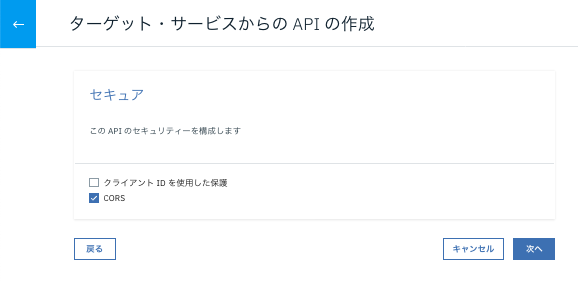 ターゲット・サービスからの API の作成
セキュア
この API のセキュリティーを構成します
クライアント ID を使用した保護
CORS
戻る
キャンセル
次へ